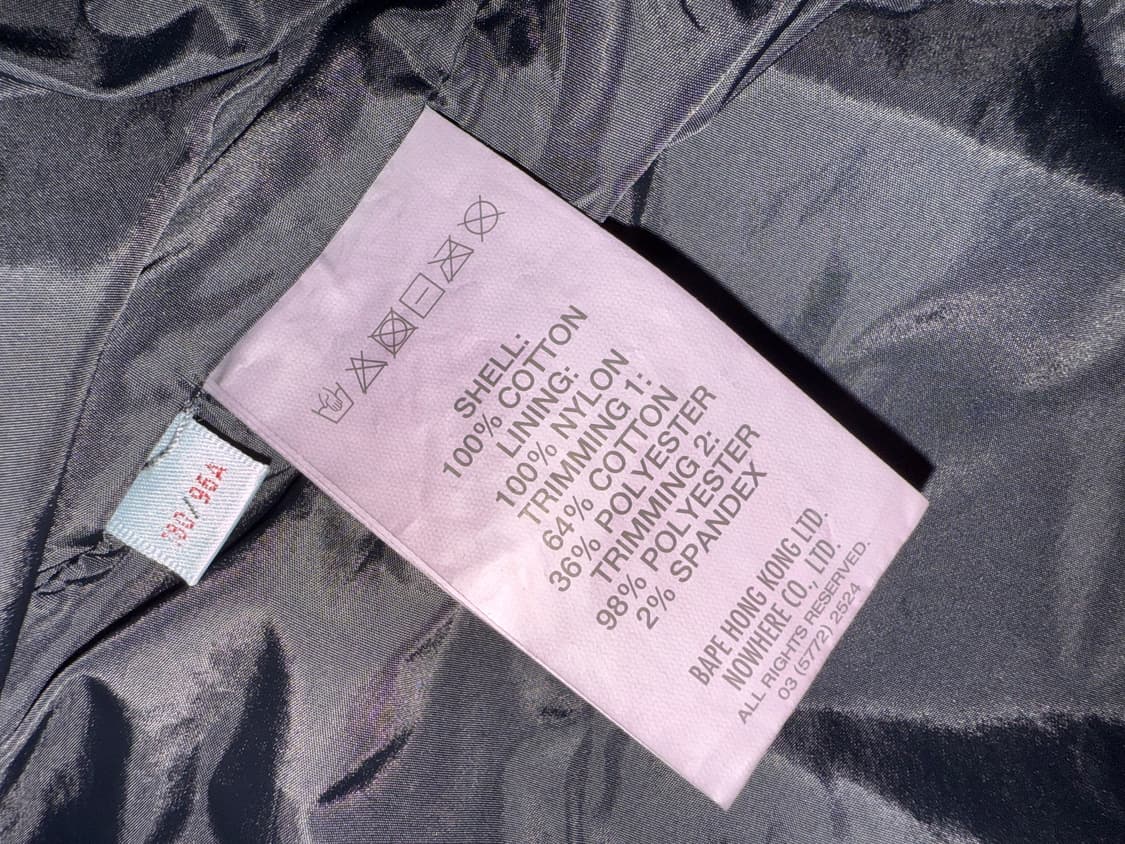 SHELL:
100% COTTON
LINING:
100% NYLON
TRIMMING 1:
64% COTTON
36% POLYESTER
TRIMMING 2:
98% POLYESTER
2% SPANDEX
BAPE HONG KONG LTD.
NOWHERE CO., LTD.
ALL RIGHTS RESERVED.
03 (5772) 2524